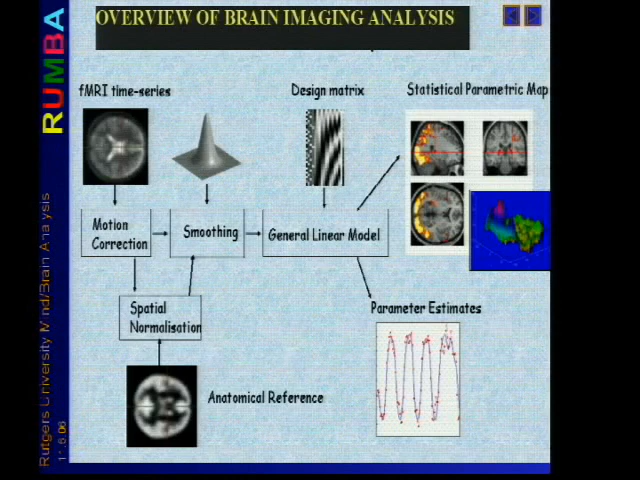 OVERVIEW OF BRAIN IMAGING ANALYSIS
RUMBA
Rutgers University Mind/Brain Analysis
fMRI time-series
Design matrix
Statistical Parametric Map
Motion
Correction
Smoothing
General Linear Model
Spatial
Normalisation
Parameter Estimates
Anatomical Reference